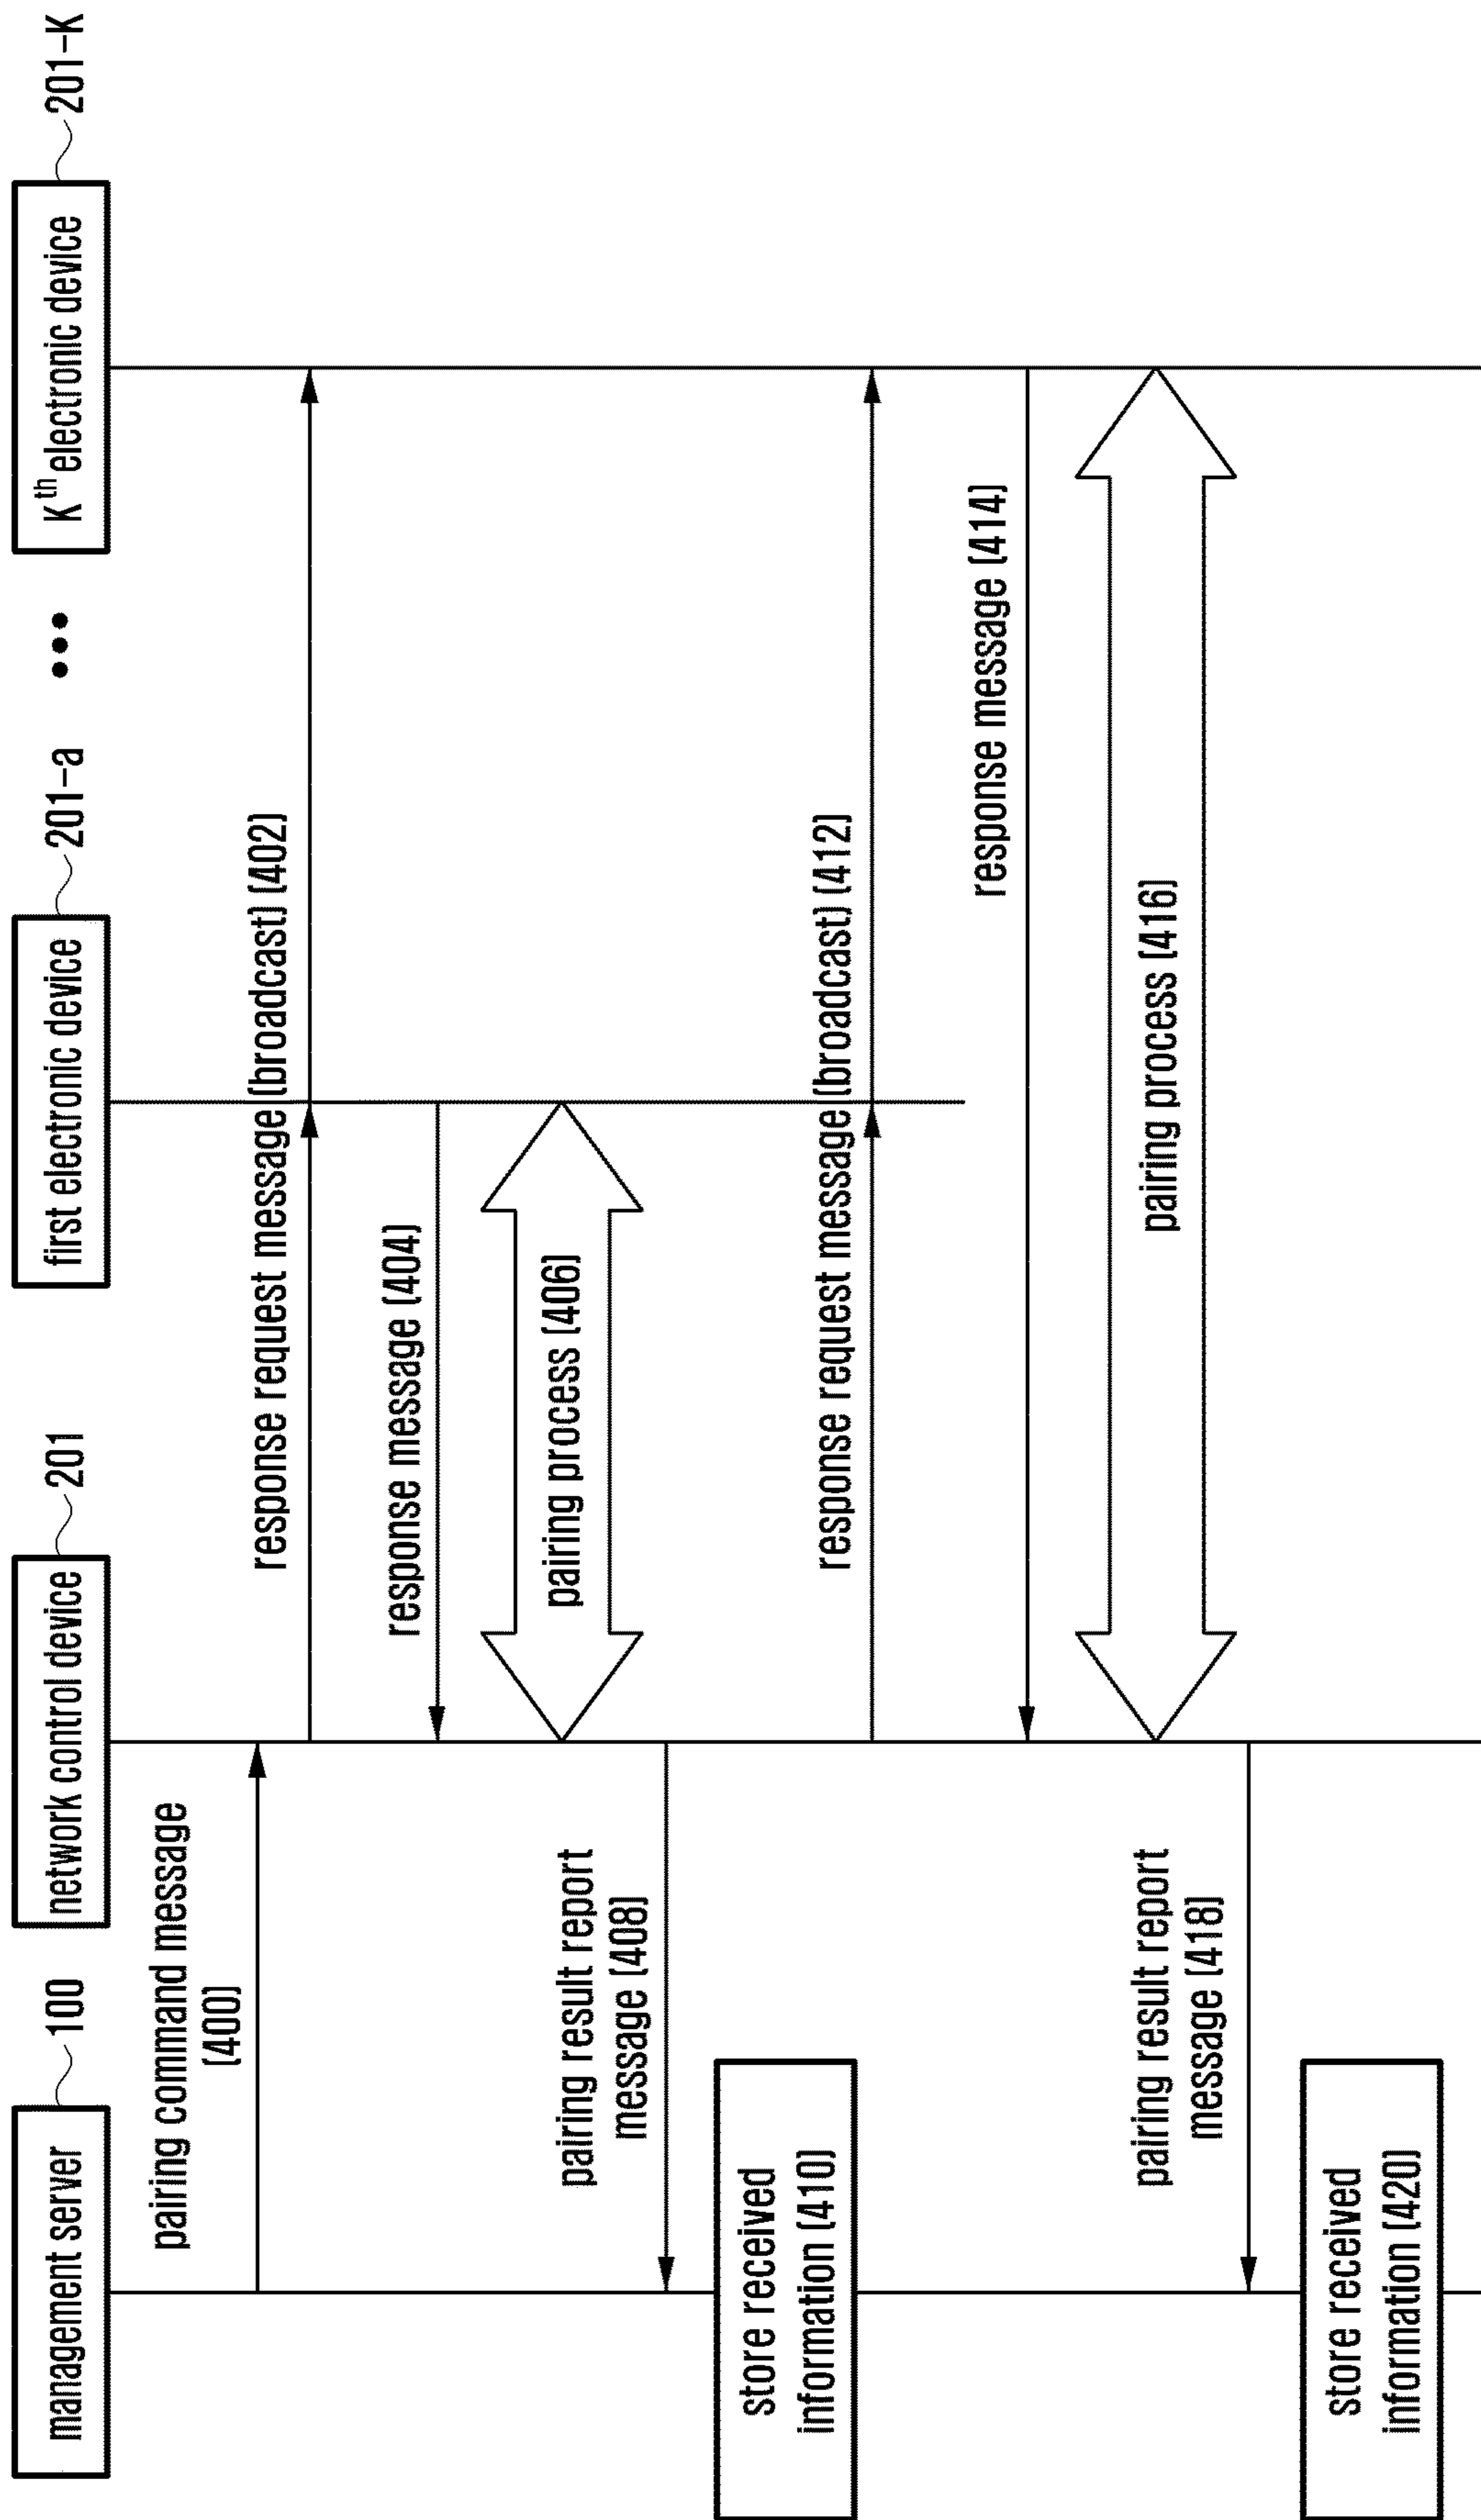 management server
100
network control device
201
first electronic device
201-a
•••
Kth electronic device
201-K
pairing command message
(400)
response request message (broadcast) (402)
response message (404)
pairing process (406)
pairing result report
message (408)
store received
information (410)
response request message (broadcast) (412)
response message (414)
pairing process (416)
pairing result report
message (418)
store received
information (420)